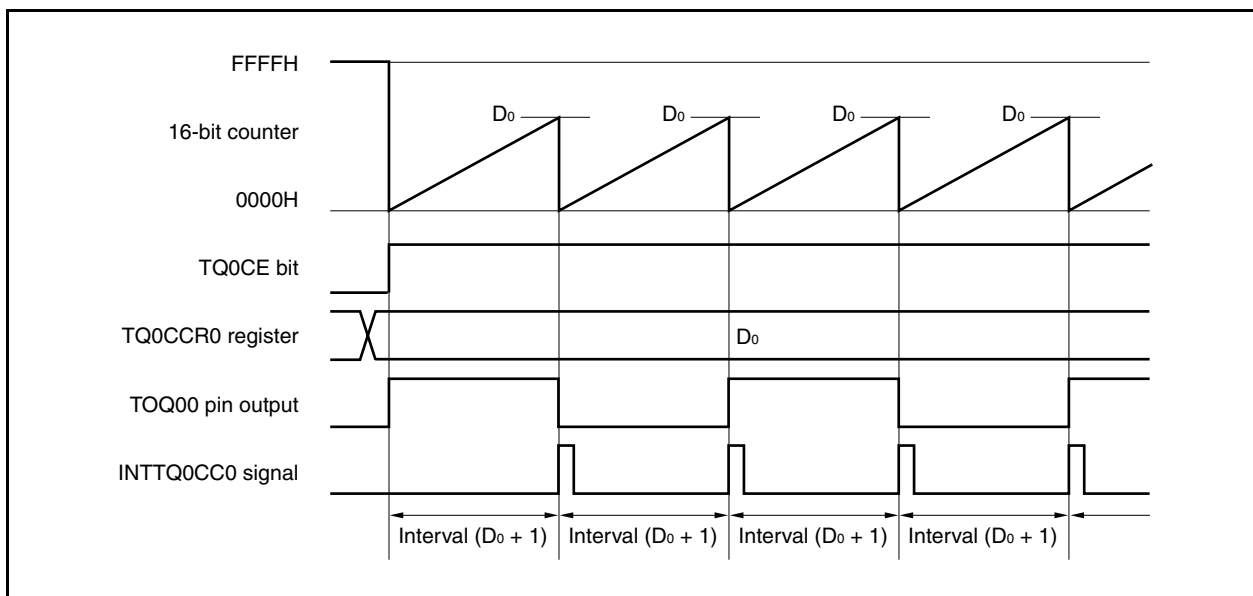 FFFFH
D₀ D₀ D₀ D₀
16-bit counter
0000H
TQ0CE bit
TQ0CCR0 register D₀
TOQ00 pin output
INTTQ0CC0 signal
Interval (D₀ + 1) Interval (D₀ + 1) Interval (D₀ + 1) Interval (D₀ + 1)